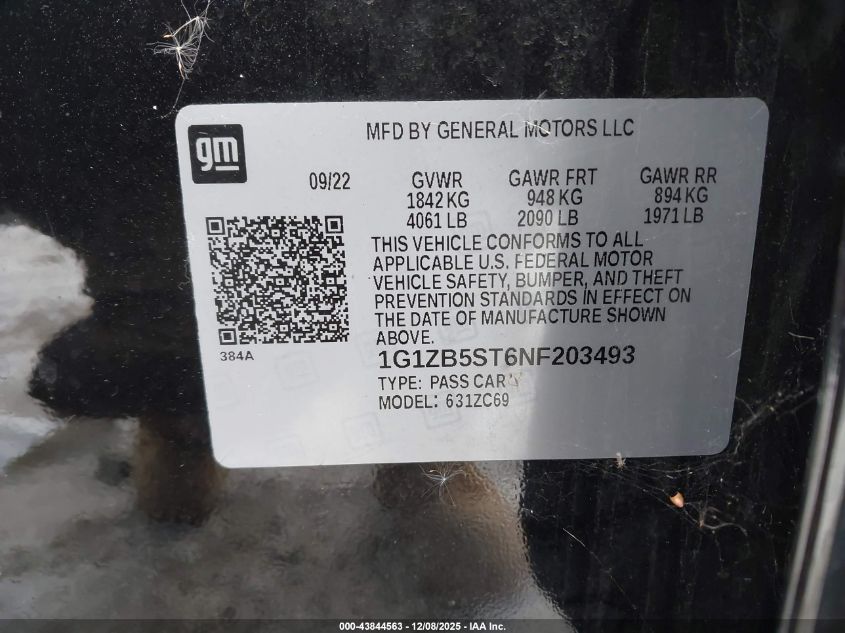 MFD BY GENERAL MOTORS LLC
gm
09/22 GVWR GAWR FRT GAWR RR
1842 KG 948 KG 894 KG
4061 LB 2090 LB 1971 LB
THIS VEHICLE CONFORMS TO ALL
APPLICABLE U.S. FEDERAL MOTOR
VEHICLE SAFETY, BUMPER, AND THEFT
PREVENTION STANDARDS IN EFFECT ON
THE DATE OF MANUFACTURE SHOWN
ABOVE.
384A
1G1ZB5ST6NF203493
TYPE: PASS CAR
MODEL: 631ZC69
000-43844563 - 12/08/2025 - IAA Inc.